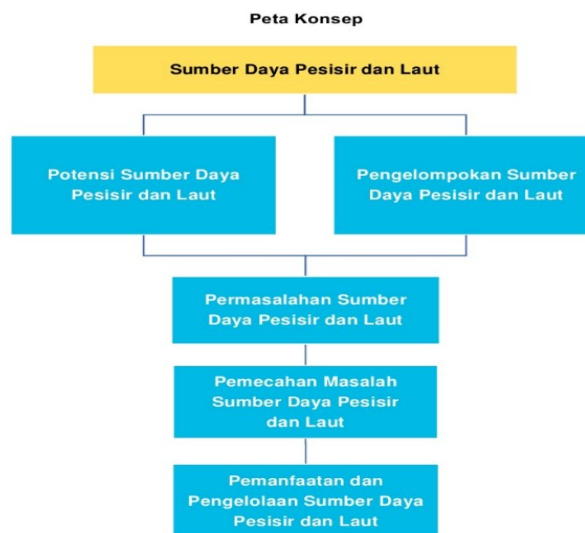 Peta Konsep
Sumber Daya Pesisir dan Laut
Potensi Sumber Daya
Pesisir dan Laut
Pengelompokan Sumber
Daya Pesisir dan Laut
Permasalahan Sumber
Daya Pesisir dan Laut
Pemecahan Masalah
Sumber Daya Pesisir
dan Laut
Pemanfaatan dan
Pengelolaan Sumber Daya
Pesisir dan Laut